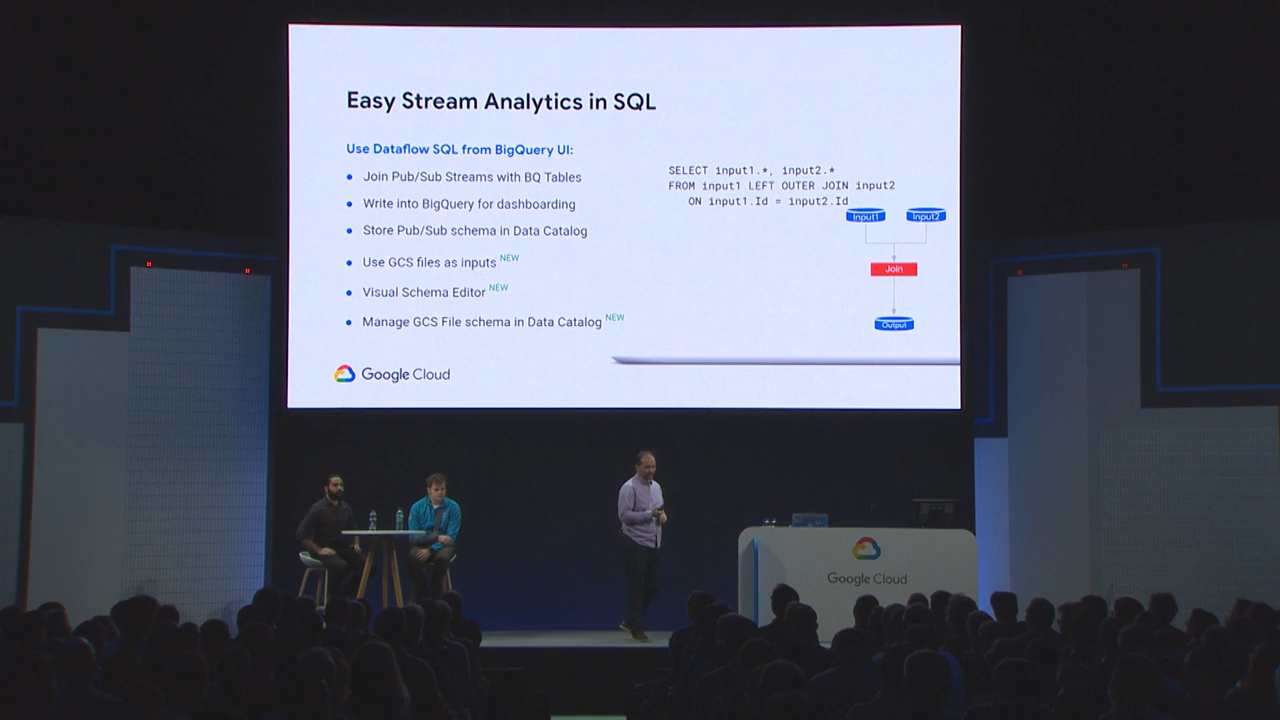 Easy Stream Analytics in SQL
Use Dataflow SQL from BigQuery UI:
Join Pub/Sub Streams with BQ Tables
Write into BigQuery for dashboarding
Store Pub/Sub schema in Data Catalog
Use GCS files as inputs NEW
Visual Schema Editor NEW
Manage GCS File schema in Data Catalog NEW
SELECT input1.*, input2.*
FROM input1 LEFT OUTER JOIN input2
ON input1.Id = input2.Id
Input1 Input2
Join
Output
Google Cloud
Google Cloud